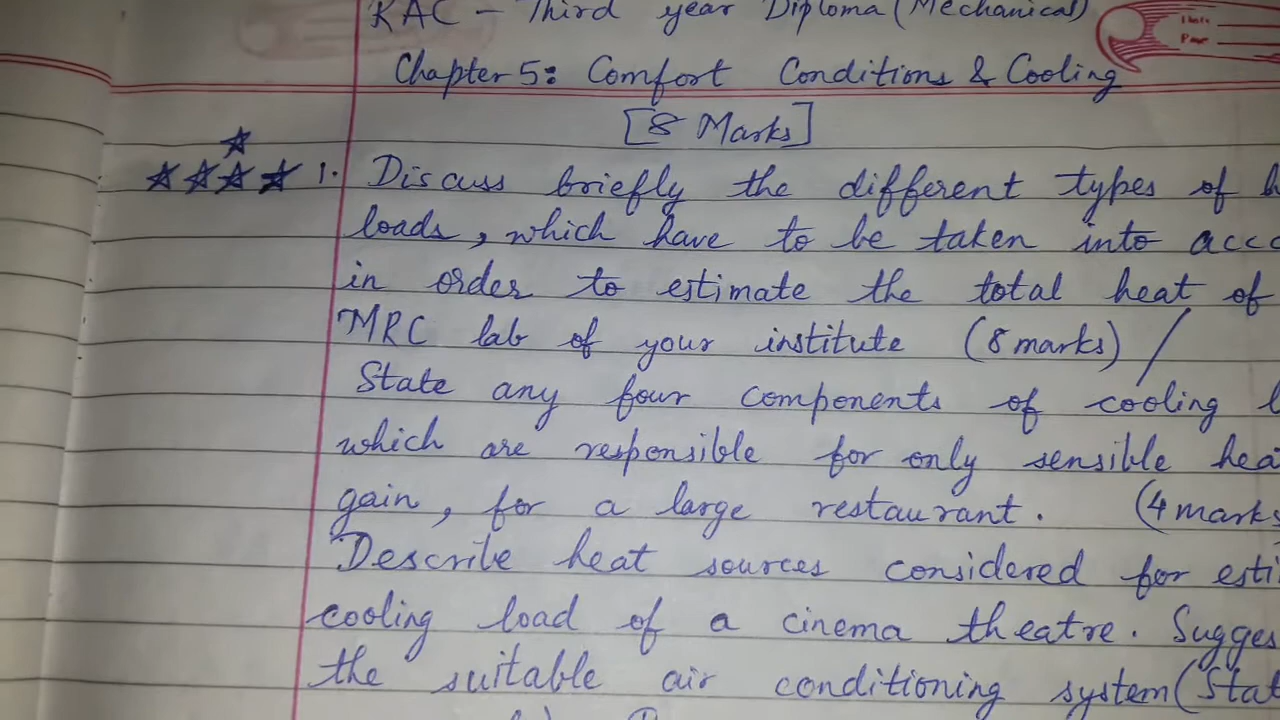 RAC - Third year Diploma (Mechanical)
Chapter 5: Comfort Conditions & Cooling
[8 Marks]
1. Discuss briefly the different types of
loads, which have to be taken into
in order to estimate the total heat of
MRC lab of your institute (8 marks) /
State any four components of cooling
which are responsible for only sensible
gain, for a large restaurant. (4 marks
Describe heat sources considered for
cooling load of a cinema theatre.
the suitable air conditioning system (